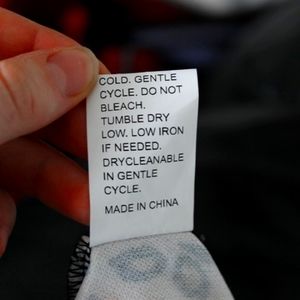 COLD. GENTLE
CYCLE. DO NOT
BLEACH.
TUMBLE DRY
LOW. LOW IRON
IF NEEDED.
DRYCLEANABLE
IN GENTLE
CYCLE.
MADE IN CHINA